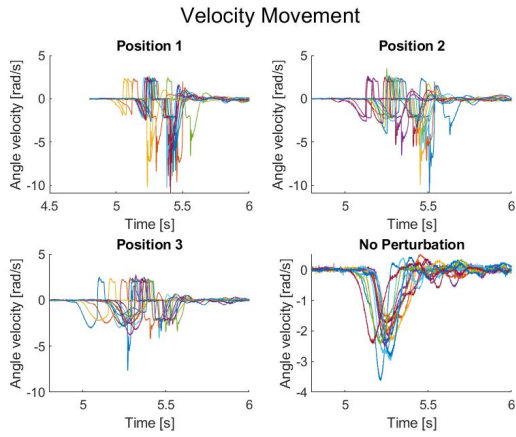 Velocity Movement
Position 1
Angle velocity [rad/s]
5
0
-5
-10
4.5 5 5.5 6
Time [s]
Position 2
Angle velocity [rad/s]
5
0
-5
-10
5 5.5 6
Time [s]
Position 3
Angle velocity [rad/s]
5
0
-5
-10
5 5.5 6
Time [s]
No Perturbation
Angle velocity [rad/s]
0
-1
-2
-3
-4
5 5.5 6
Time [s]